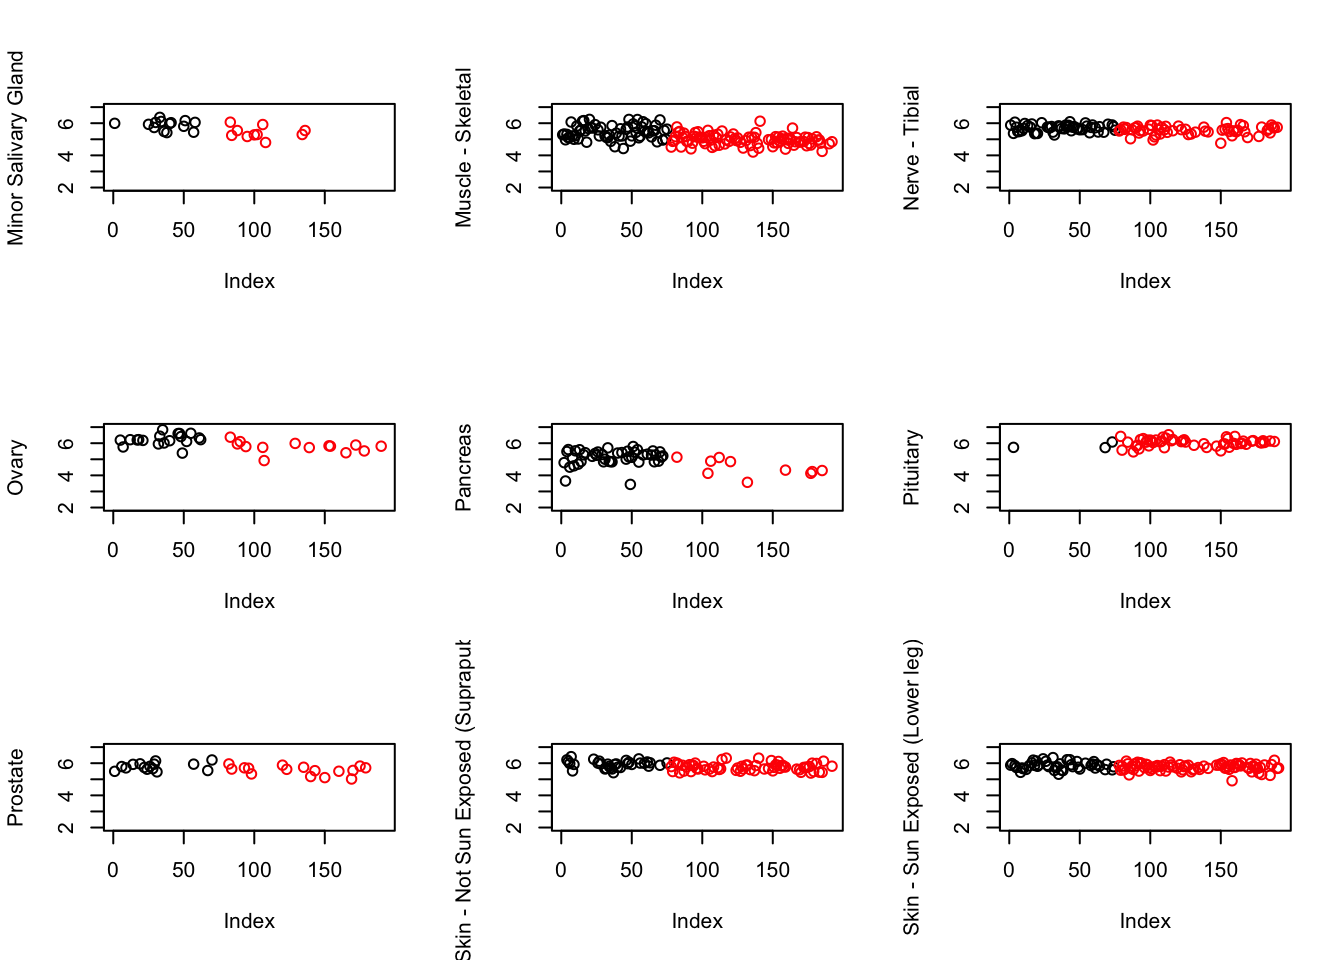 Minor Salivary Gland
2 4 6
0 50 100 150
Index
Muscle - Skeletal
2 4 6
0 50 100 150
Index
Nerve - Tibial
2 4 6
0 50 100 150
Index
Ovary
2 4 6
0 50 100 150
Index
Pancreas
2 4 6
0 50 100 150
Index
Pituitary
2 4 6
0 50 100 150
Index
Prostate
2 4 6
0 50 100 150
Index
Skin - Not Sun Exposed (Suprapub
2 4 6
0 50 100 150
Index
Skin - Sun Exposed (Lower leg)
2 4 6
0 50 100 150
Index